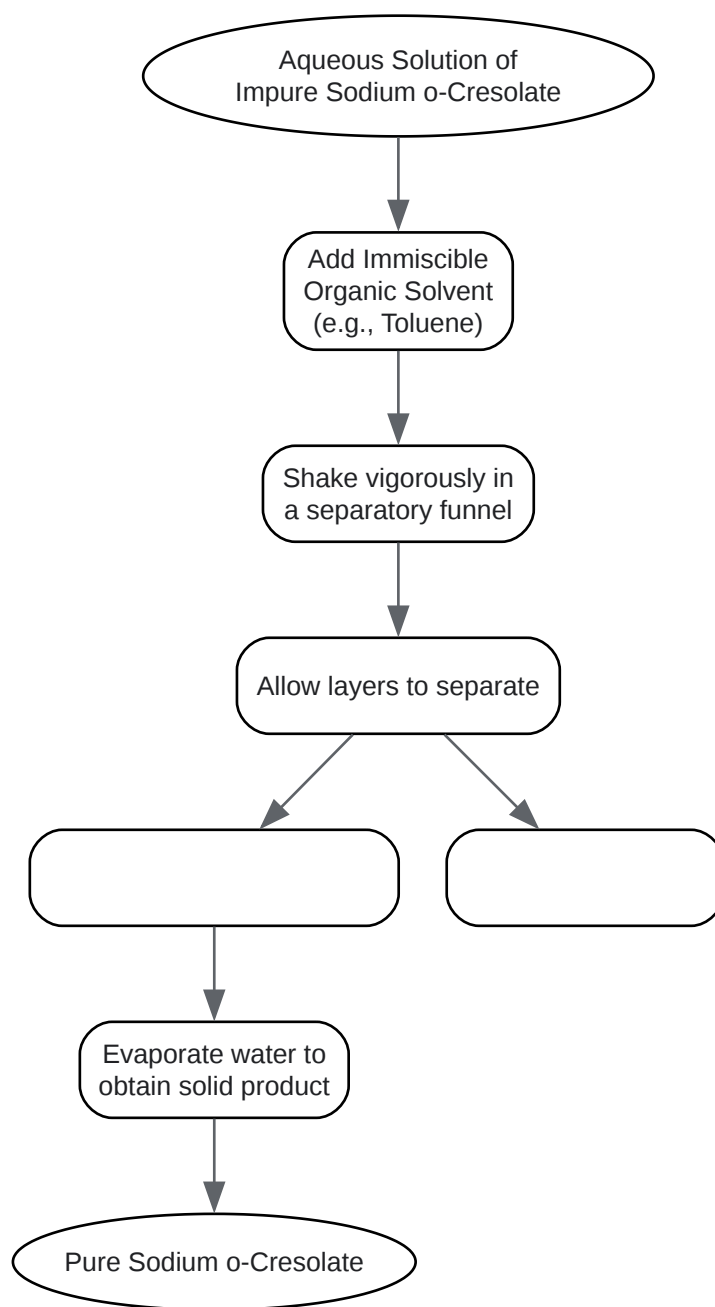 Aqueous Solution of
Impure Sodium o-Cresolate
Add Immiscible
Organic Solvent
(e.g., Toluene)
Shake vigorously in
a separatory funnel
Allow layers to separate
Evaporate water to
obtain solid product
Pure Sodium o-Cresolate